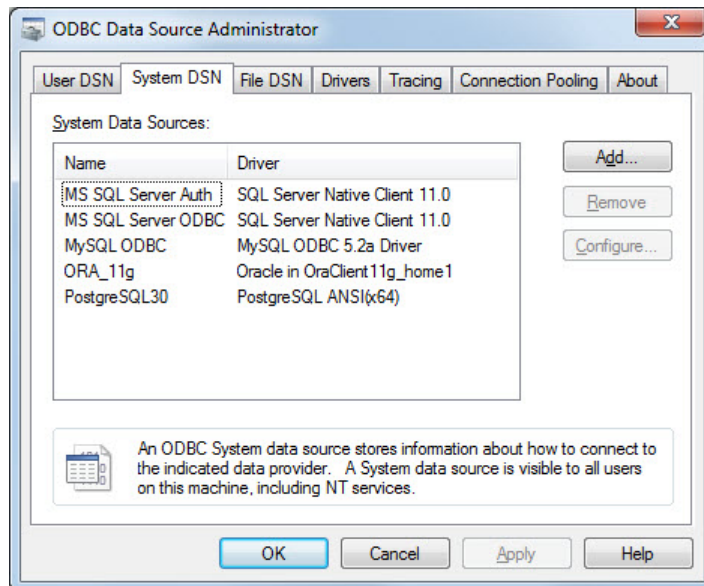 ODBC Data Source Administrator
User DSN System DSN File DSN Drivers Tracing Connection Pooling About
System Data Sources:
Name Driver
MS SQL Server Auth SQL Server Native Client 11.0
MS SQL Server ODBC SQL Server Native Client 11.0
MySQL ODBC MySQL ODBC 5.2a Driver
ORA_11g Oracle in OraClient11g_home1
PostgreSQL30 PostgreSQL ANSI(x64)
Add...
Remove
Configure...
An ODBC System data source stores information about how to connect to
the indicated data provider. A System data source is visible to all users
on this machine, including NT services.
OK Cancel Apply Help